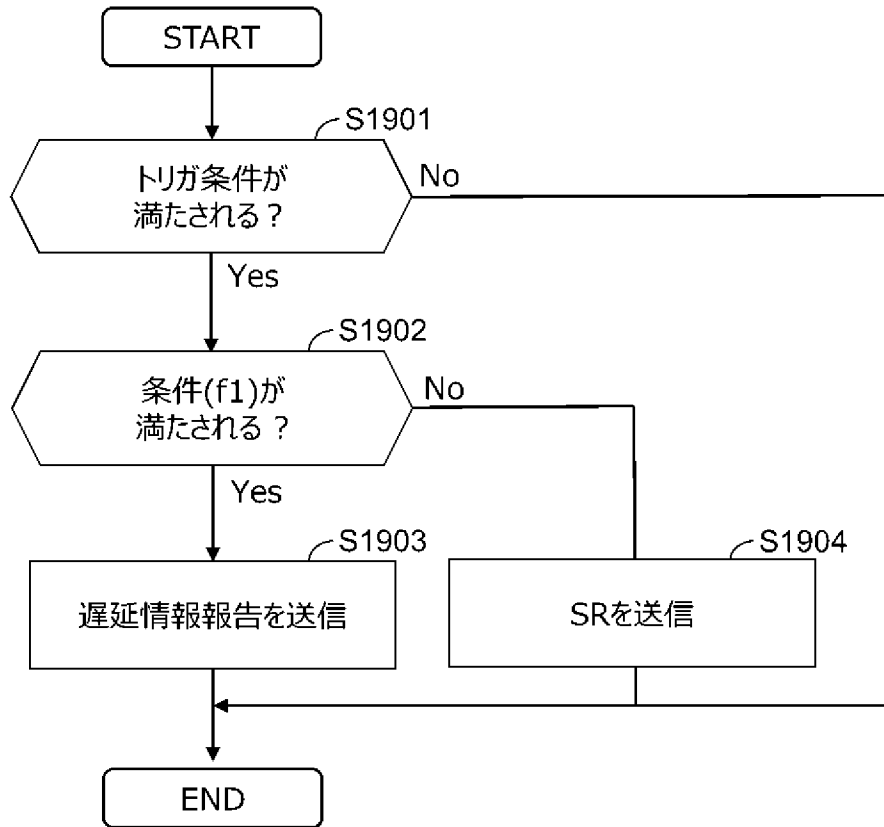 START
S1901
トリガ条件が
満たされる？
No
Yes
S1902
条件(f1)が
満たされる？
No
Yes
S1903
遅延情報報告を送信
S1904
SRを送信
END